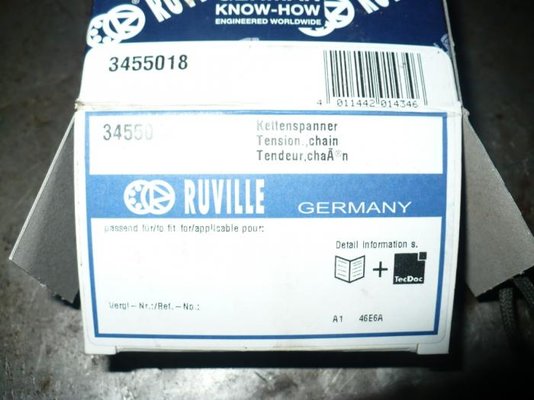 KNOW-HOW
ENGINEERED WORLDWIDE
3455018
4 011442 014346
34550
Kettenspanner
Tension.,chain
Tendeur,chaÃ®n
RUVILLE GERMANY
passend für/to fit for/applicable pour:
Detail Information s.
+
TecDoc
Vergl-Nr.:/Ref.-No.:
A1 46E6A